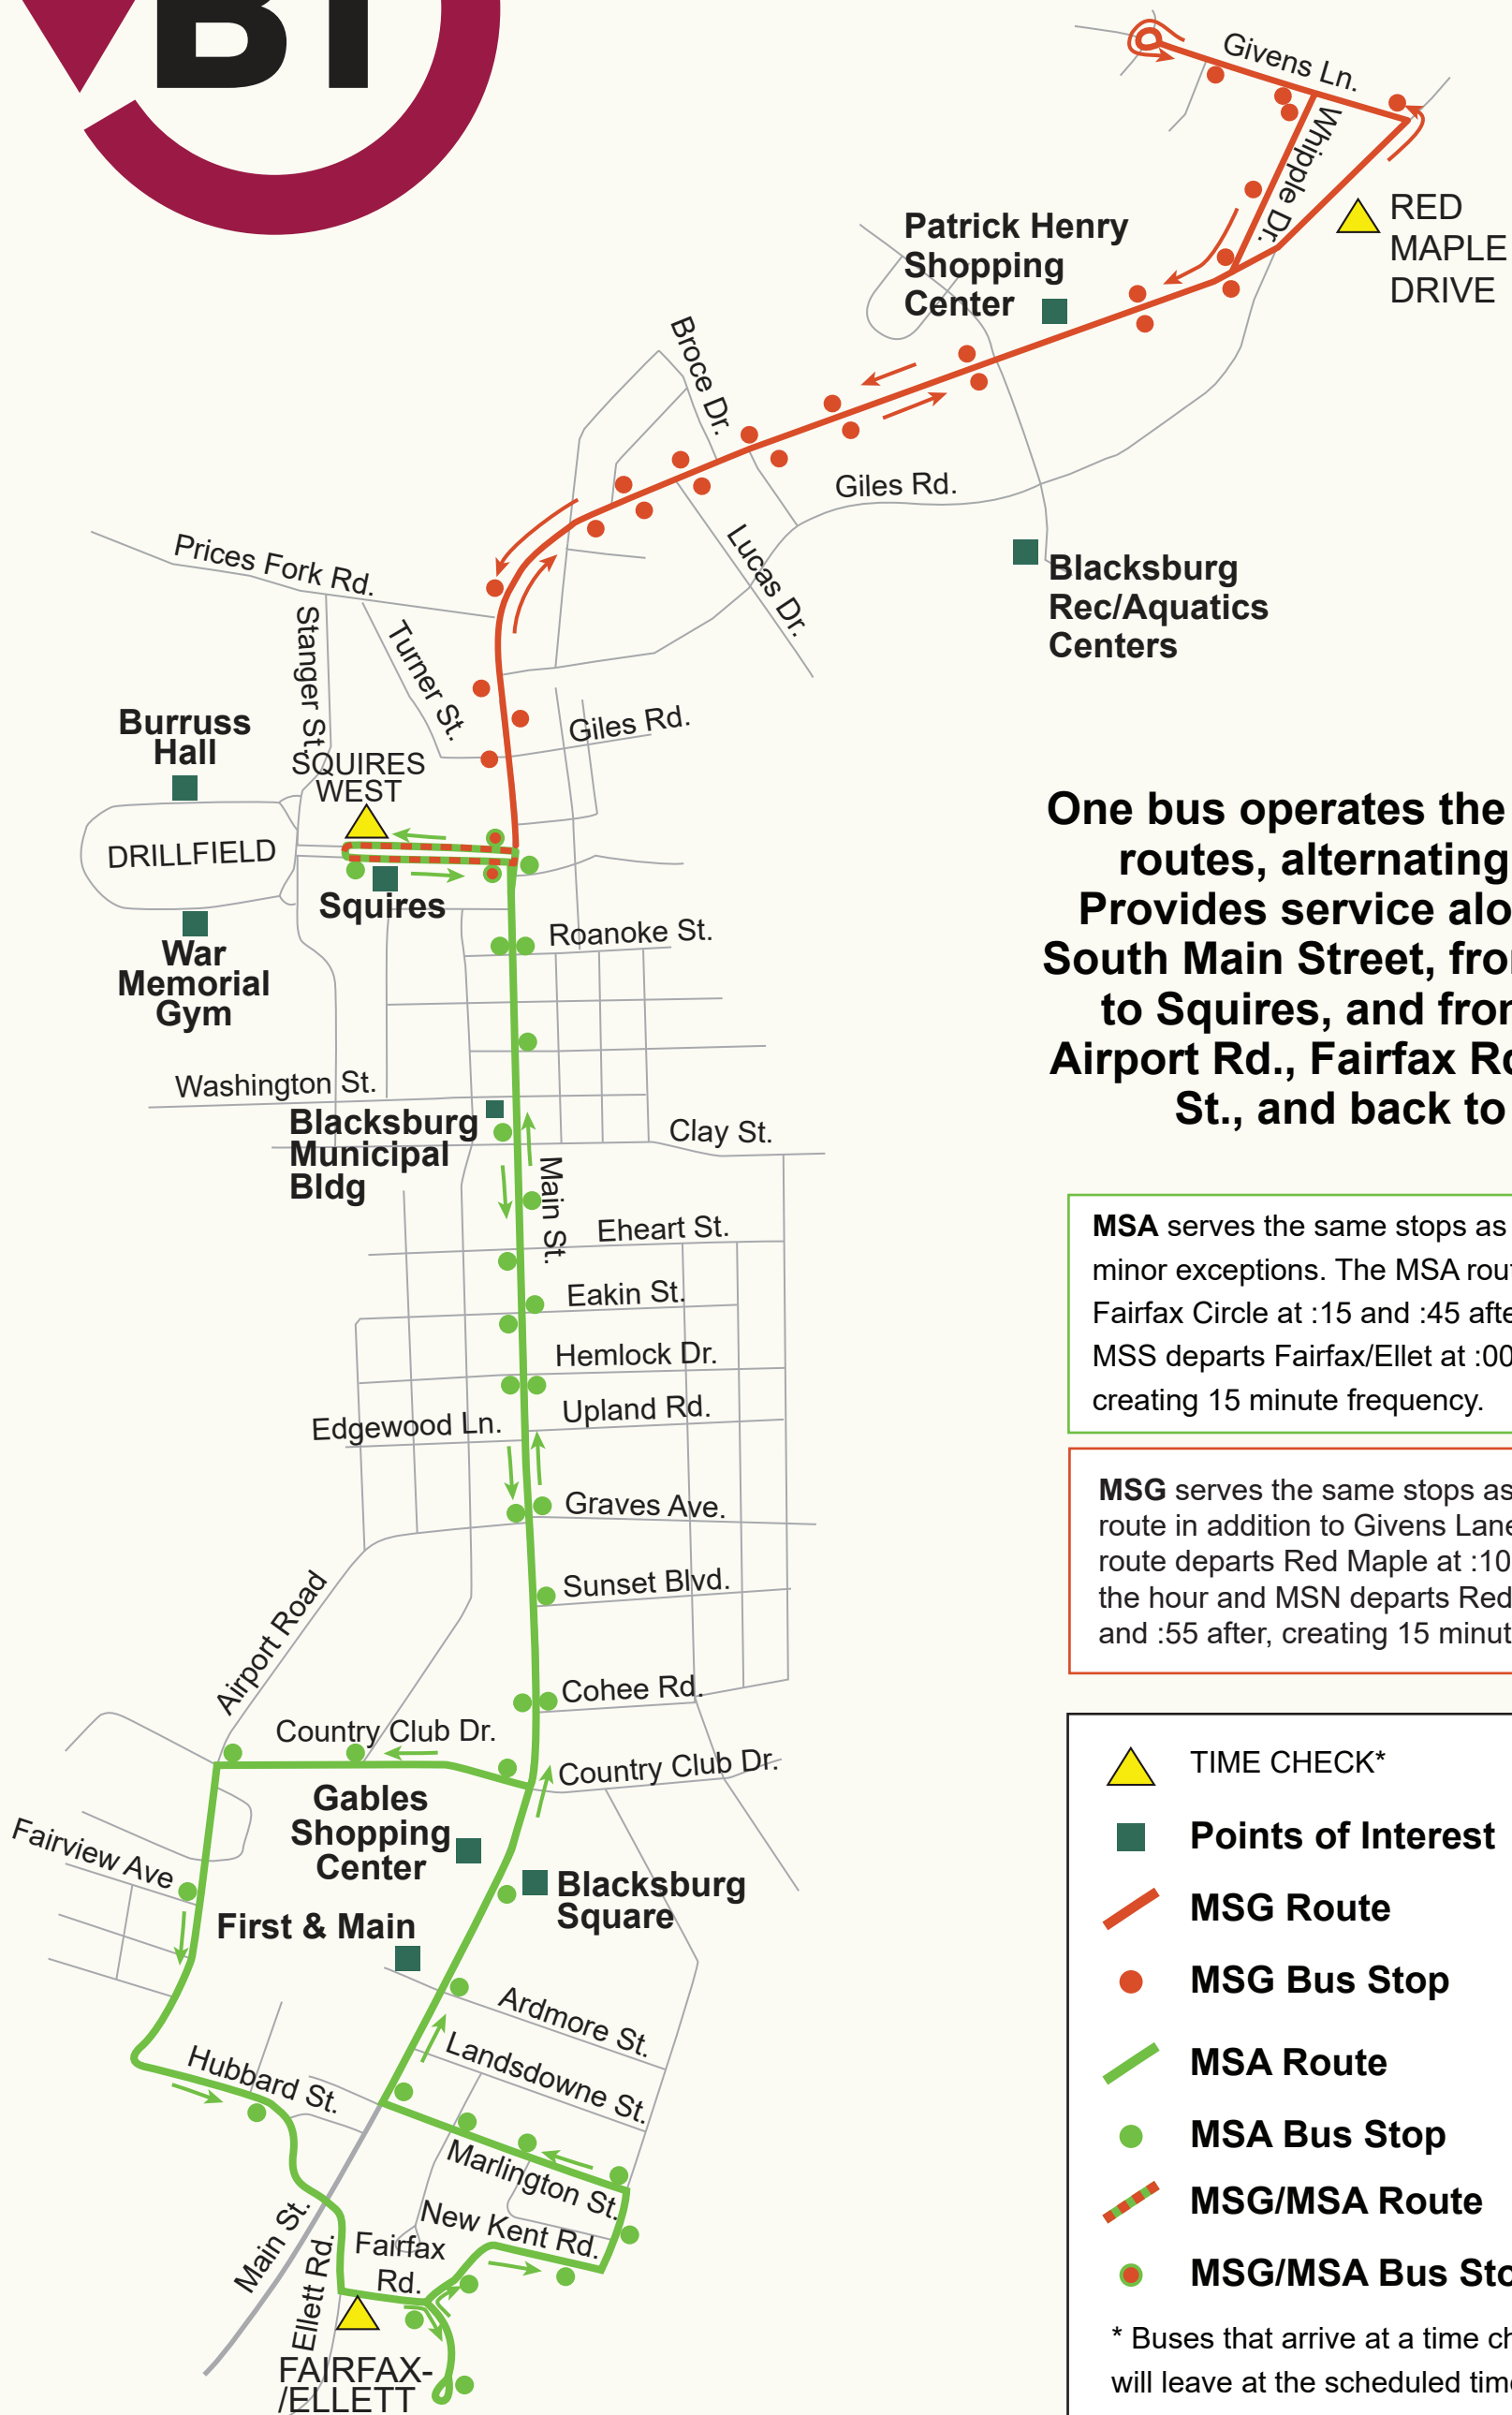 BT
Givens Ln.
Whipple Dr.
RED
MAPLE
DRIVE
Patrick Henry
Shopping
Center
Broce Dr.
Giles Rd.
Lucas Dr.
Blacksburg
Rec/Aquatics
Centers
Prices Fork Rd.
Stanger St.
Turner St.
Giles Rd.
Burruss
Hall
SQUIRES
WEST
DRILLFIELD
Squires
War
Memorial
Gym
Roanoke St.
Washington St.
Blacksburg
Municipal
Bldg
Clay St.
Main St.
Eheart St.
Eakin St.
Hemlock Dr.
Upland Rd.
Edgewood Ln.
Graves Ave.
Sunset Blvd.
Airport Road
Cohee Rd.
Country Club Dr.
Country Club Dr.
Gables
Shopping
Center
Fairview Ave
Blacksburg
Square
First & Main
Ardmore St.
Landsdowne St.
Hubbard St.
Marlington St.
New Kent Rd.
Main St.
Ellett Rd.
Fairfax
Rd.
FAIRFAX-
/ELLETT
One bus operates the
routes, alternating
Provides service alo
South Main Street, fro
to Squires, and fro
Airport Rd., Fairfax Rd
St., and back to
MSA serves the same stops as
minor exceptions. The MSA rou
Fairfax Circle at :15 and :45 afte
MSS departs Fairfax/Ellet at :00
creating 15 minute frequency.
MSG serves the same stops as
route in addition to Givens Lane
route departs Red Maple at :10
the hour and MSN departs Red
and :55 after, creating 15 minut
TIME CHECK*
Points of Interest
MSG Route
MSG Bus Stop
MSA Route
MSA Bus Stop
MSG/MSA Route
MSG/MSA Bus Sto
* Buses that arrive at a time ch
will leave at the scheduled tim